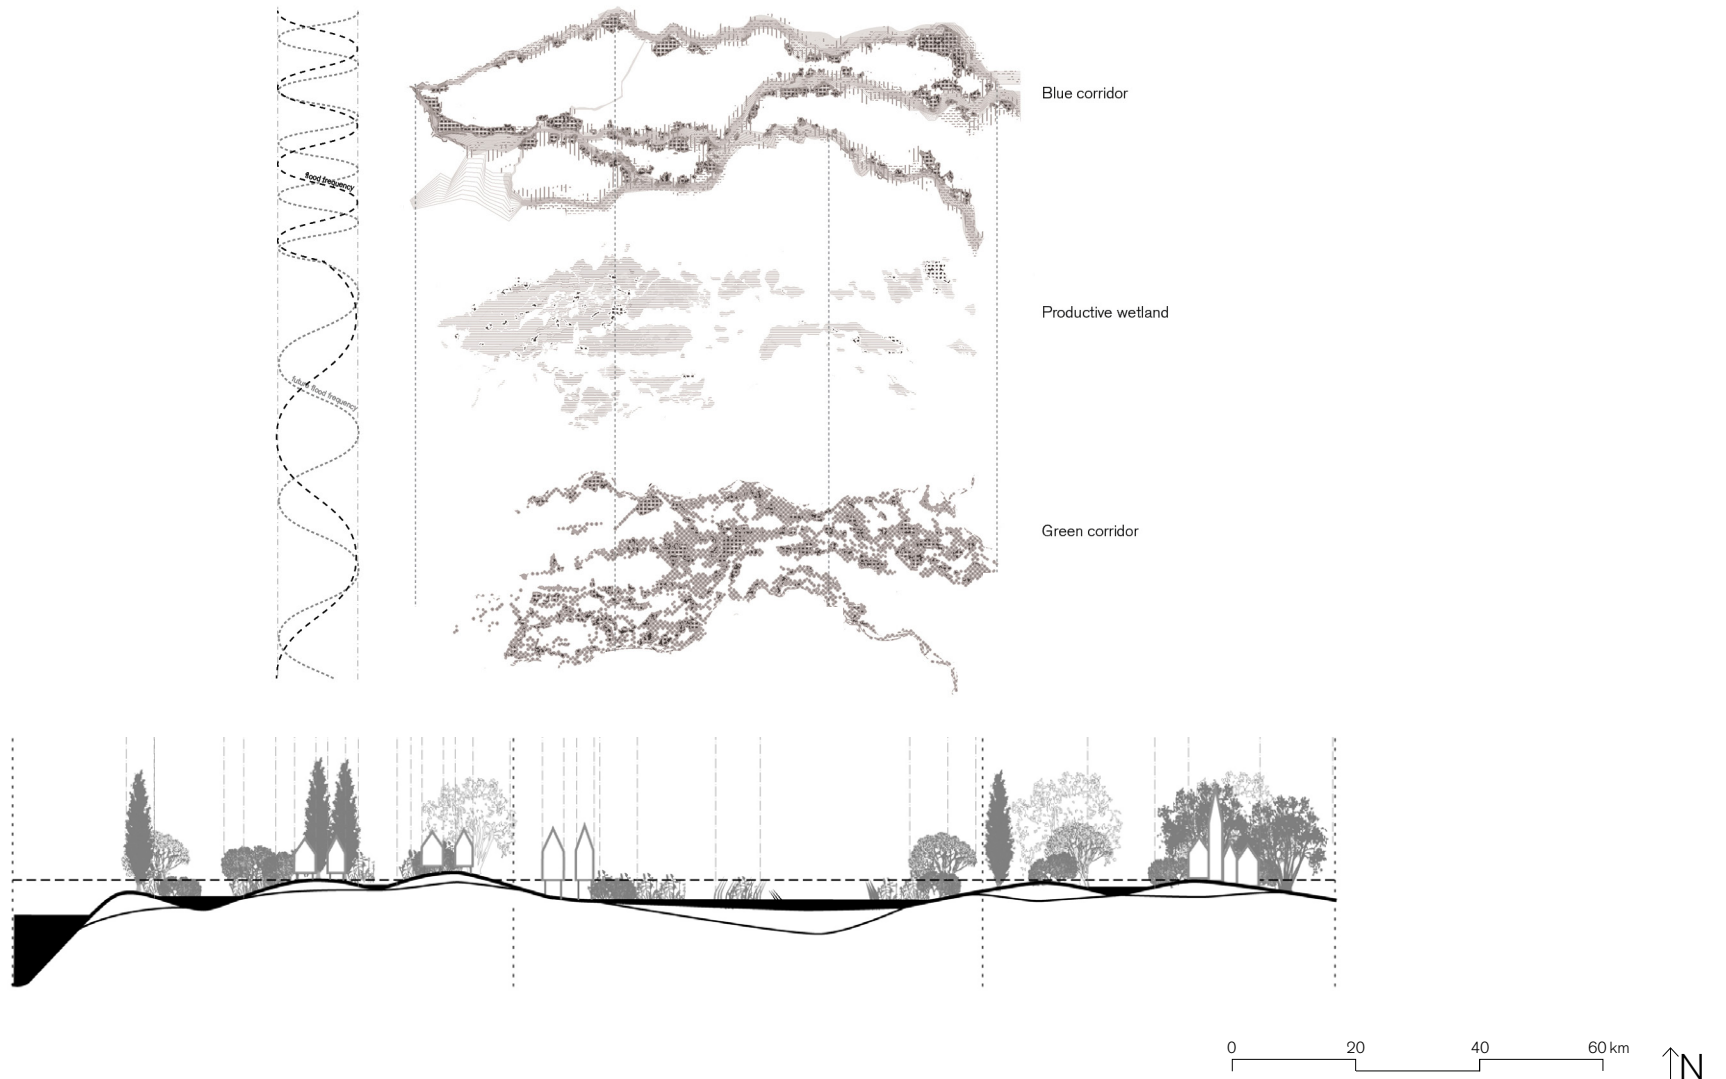 Blue corridor
flood frequency
Productive wetland
future flood frequency
Green corridor
0 20 40 60 km
N